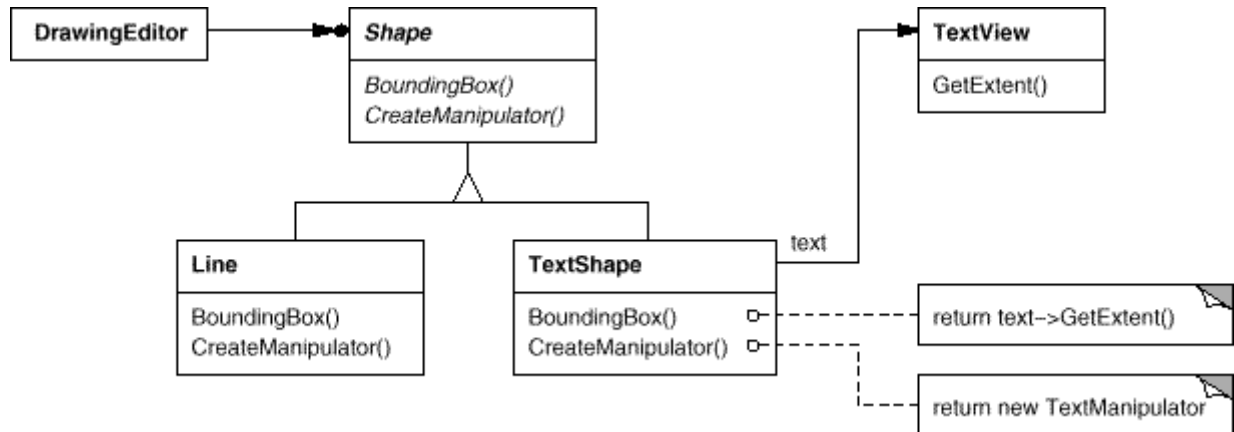 DrawingEditor
Shape
BoundingBox()
CreateManipulator()
TextView
GetExtent()
Line
BoundingBox()
CreateManipulator()
TextShape
BoundingBox()
CreateManipulator()
text
return text–>GetExtent()
return new TextManipulator